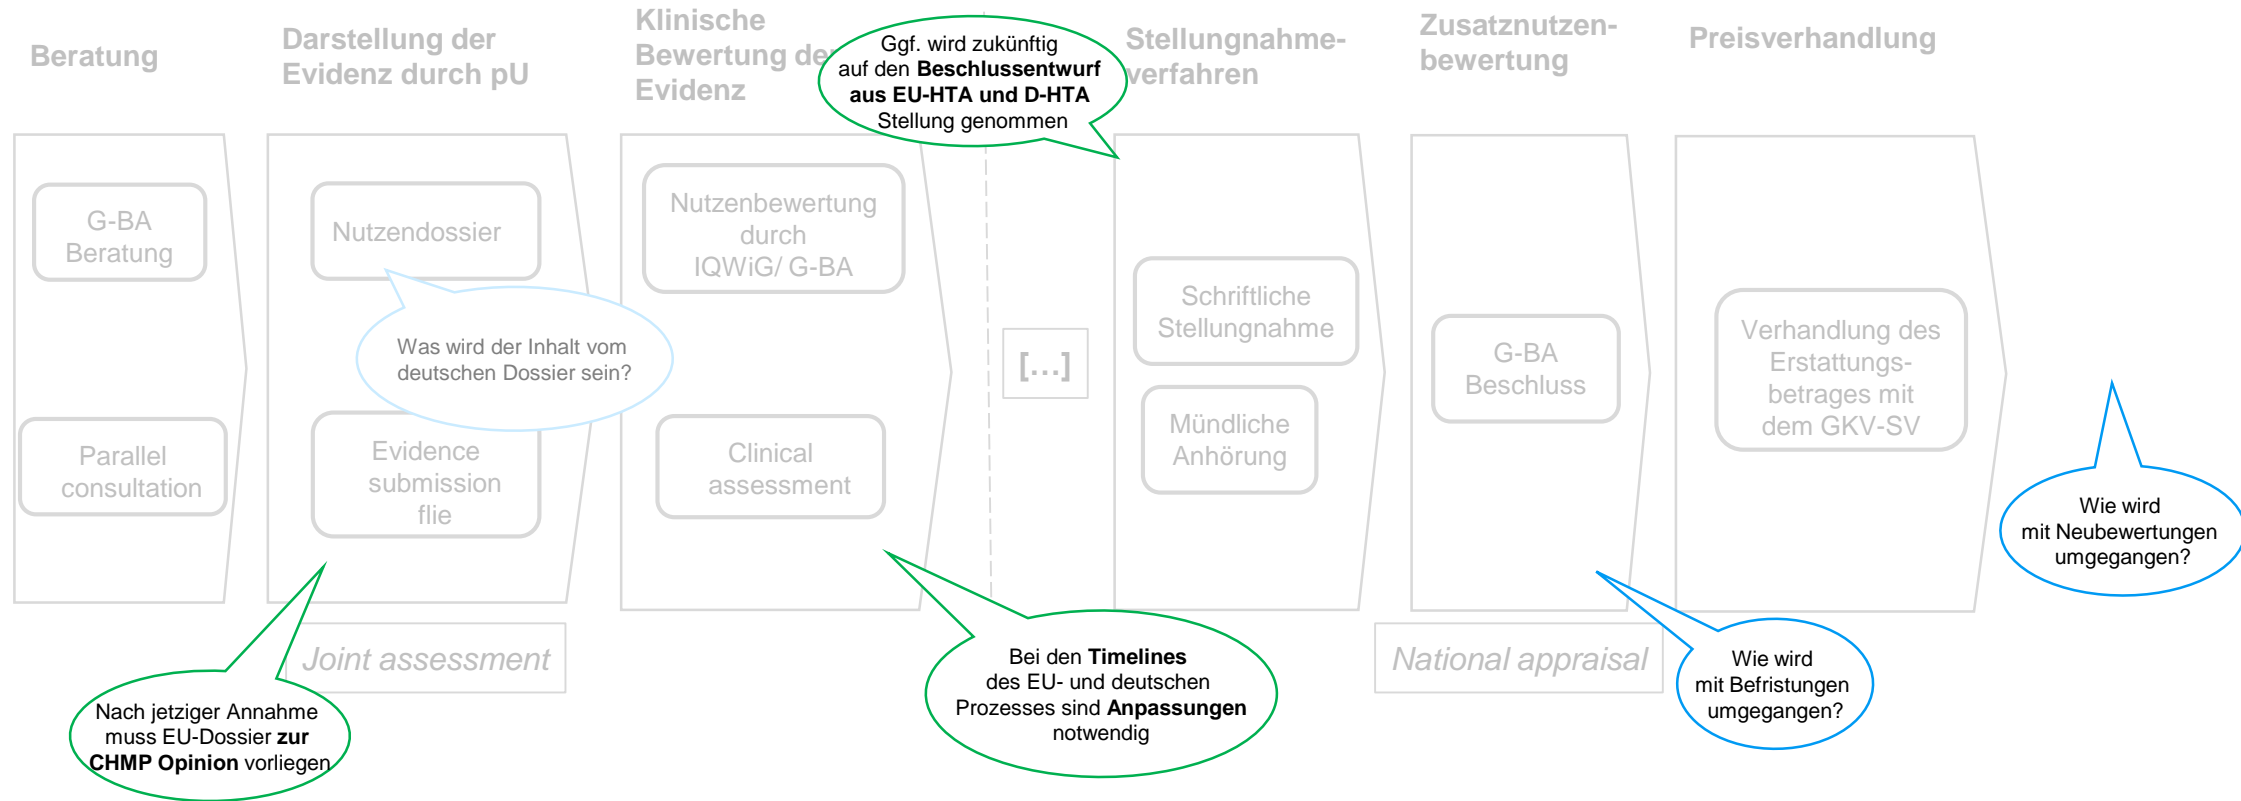 Beratung
Darstellung der
Evidenz durch pU
Klinische
Bewertung der
Evidenz
Ggf. wird zukünftig
auf den Beschlussentwurf
aus EU-HTA und D-HTA
Stellung genommen
Stellungnahme-
verfahren
Zusatznutzen-
bewertung
Preisverhandlung
G-BA
Beratung
Parallel
consultation
Nutzendossier
Was wird der Inhalt vom
deutschen Dossier sein?
Evidence
submission
flie
Nutzenbewertung
durch
IQWiG/ G-BA
Clinical
assessment
[…]
Schriftliche
Stellungnahme
Mündliche
Anhörung
G-BA
Beschluss
Verhandlung des
Erstattungs-
betrages mit
dem GKV-SV
Wie wird
mit Neubewertungen
umgegangen?
Joint assessment
National appraisal
Nach jetziger Annahme
muss EU-Dossier zur
CHMP Opinion vorliegen
Bei den Timelines
des EU- und deutschen
Prozesses sind Anpassungen
notwendig
Wie wird
mit Befristungen
umgegangen?